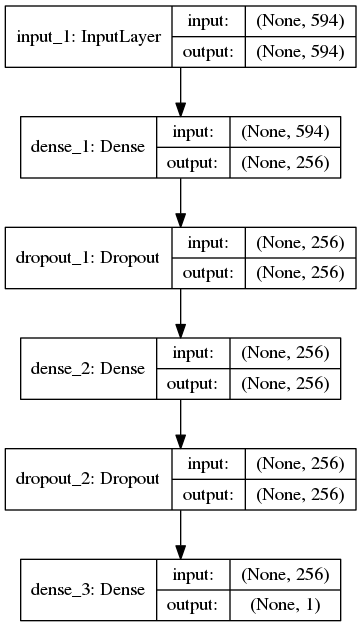 input_1: InputLayer
input: (None, 594)
output: (None, 594)
dense_1: Dense
input: (None, 594)
output: (None, 256)
dropout_1: Dropout
input: (None, 256)
output: (None, 256)
dense_2: Dense
input: (None, 256)
output: (None, 256)
dropout_2: Dropout
input: (None, 256)
output: (None, 256)
dense_3: Dense
input: (None, 256)
output: (None, 1)